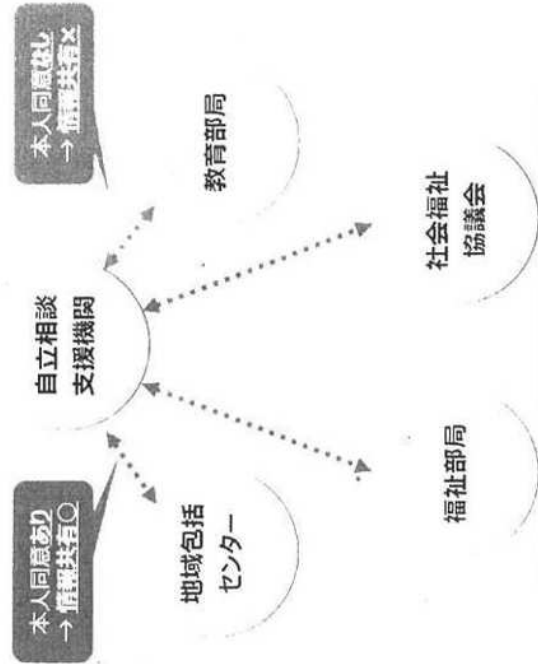 本人同意あり
→ 情報共有○
本人同意なし
→ 情報共有×
自立相談
支援機関
地域包括
センター
教育部局
福祉部局
社会福祉
協議会